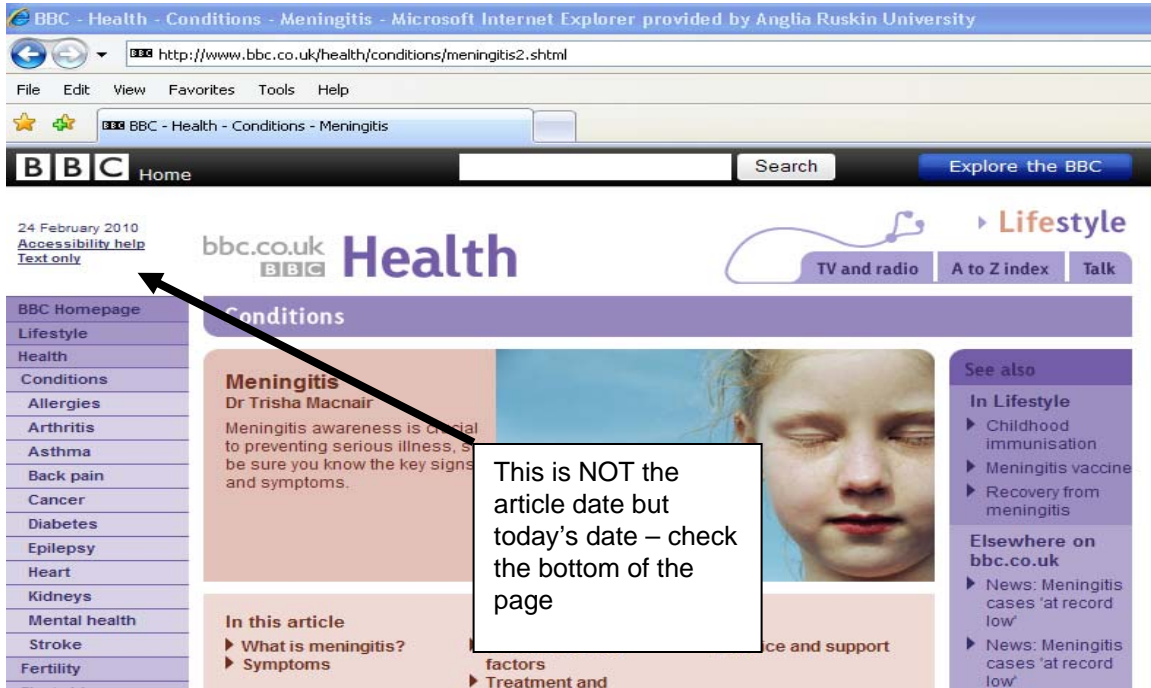 BBC - Health - Conditions - Meningitis - Microsoft Internet Explorer provided by Anglia Ruskin University
BBC http://www.bbc.co.uk/health/conditions/meningitis2.shtml
File Edit View Favorites Tools Help
BBC BBC - Health - Conditions - Meningitis
BBC Home Search Explore the BBC
24 February 2010
Accessibility help
Text only
bbc.co.uk
BBC
Health
Lifestyle
TV and radio A to Z index Talk
BBC Homepage
Lifestyle
Health
Conditions
Allergies
Arthritis
Asthma
Back pain
Cancer
Diabetes
Epilepsy
Heart
Kidneys
Mental health
Stroke
Fertility
Conditions
Meningitis
Dr Trisha Macnair
Meningitis awareness is crucial
to preventing serious illness, s
be sure you know the key signs
and symptoms.
This is NOT the
article date but
today's date – check
the bottom of the
page
In this article
What is meningitis?
Symptoms
factors
Treatment and
ice and support
See also
In Lifestyle
Childhood
immunisation
Meningitis vaccine
Recovery from
meningitis
Elsewhere on
bbc.co.uk
News: Meningitis
cases 'at record
low'
News: Meningitis
cases 'at record
low'